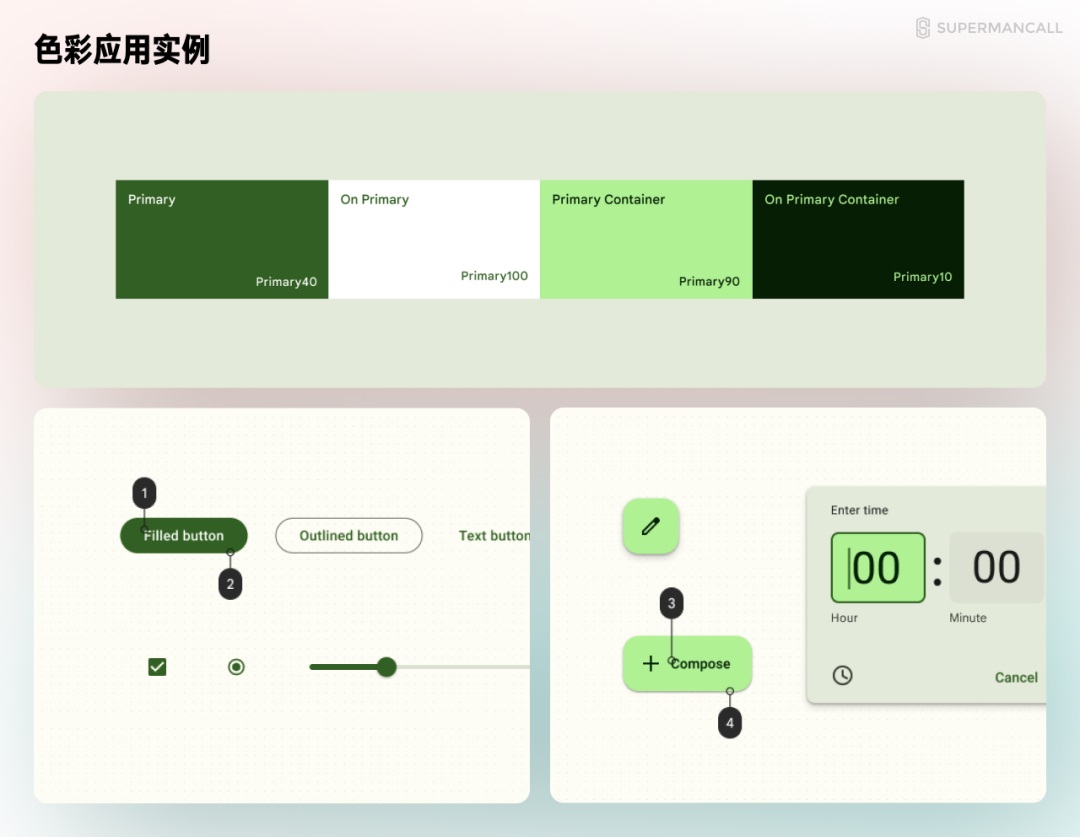 色彩应用实例
SUPERMANCALL
Primary
On Primary
Primary Container
On Primary Container
Primary40
Primary100
Primary90
Primary10
1
Filled button
Outlined button
Text button
2
3
Compose
4
Enter time
00 : 00
Hour
Minute
Cancel